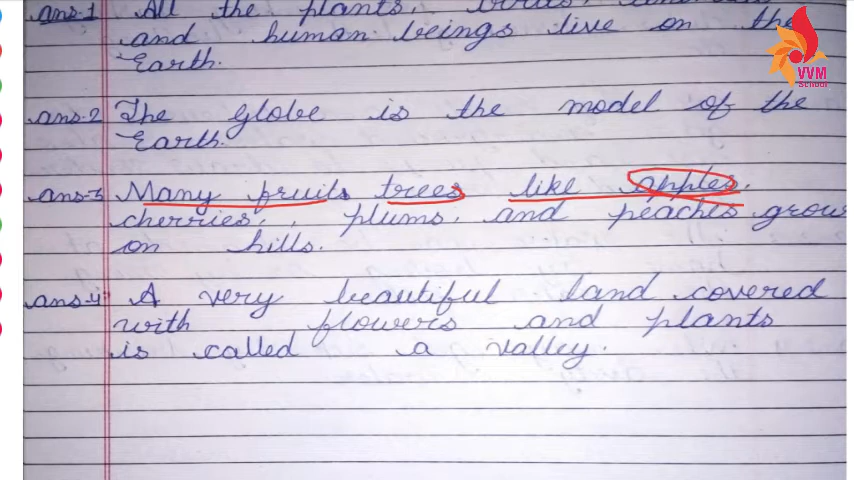 ans-1 All the plants,
and human beings live on the
Earth.
ans-2 The globe is the model of the
Earth.
ans-3 Many fruits trees like apples,
cherries, plums, and peaches grow
on hills.
ans-4 A very beautiful land covered
with flowers and plants
is called a valley.
VVM
School